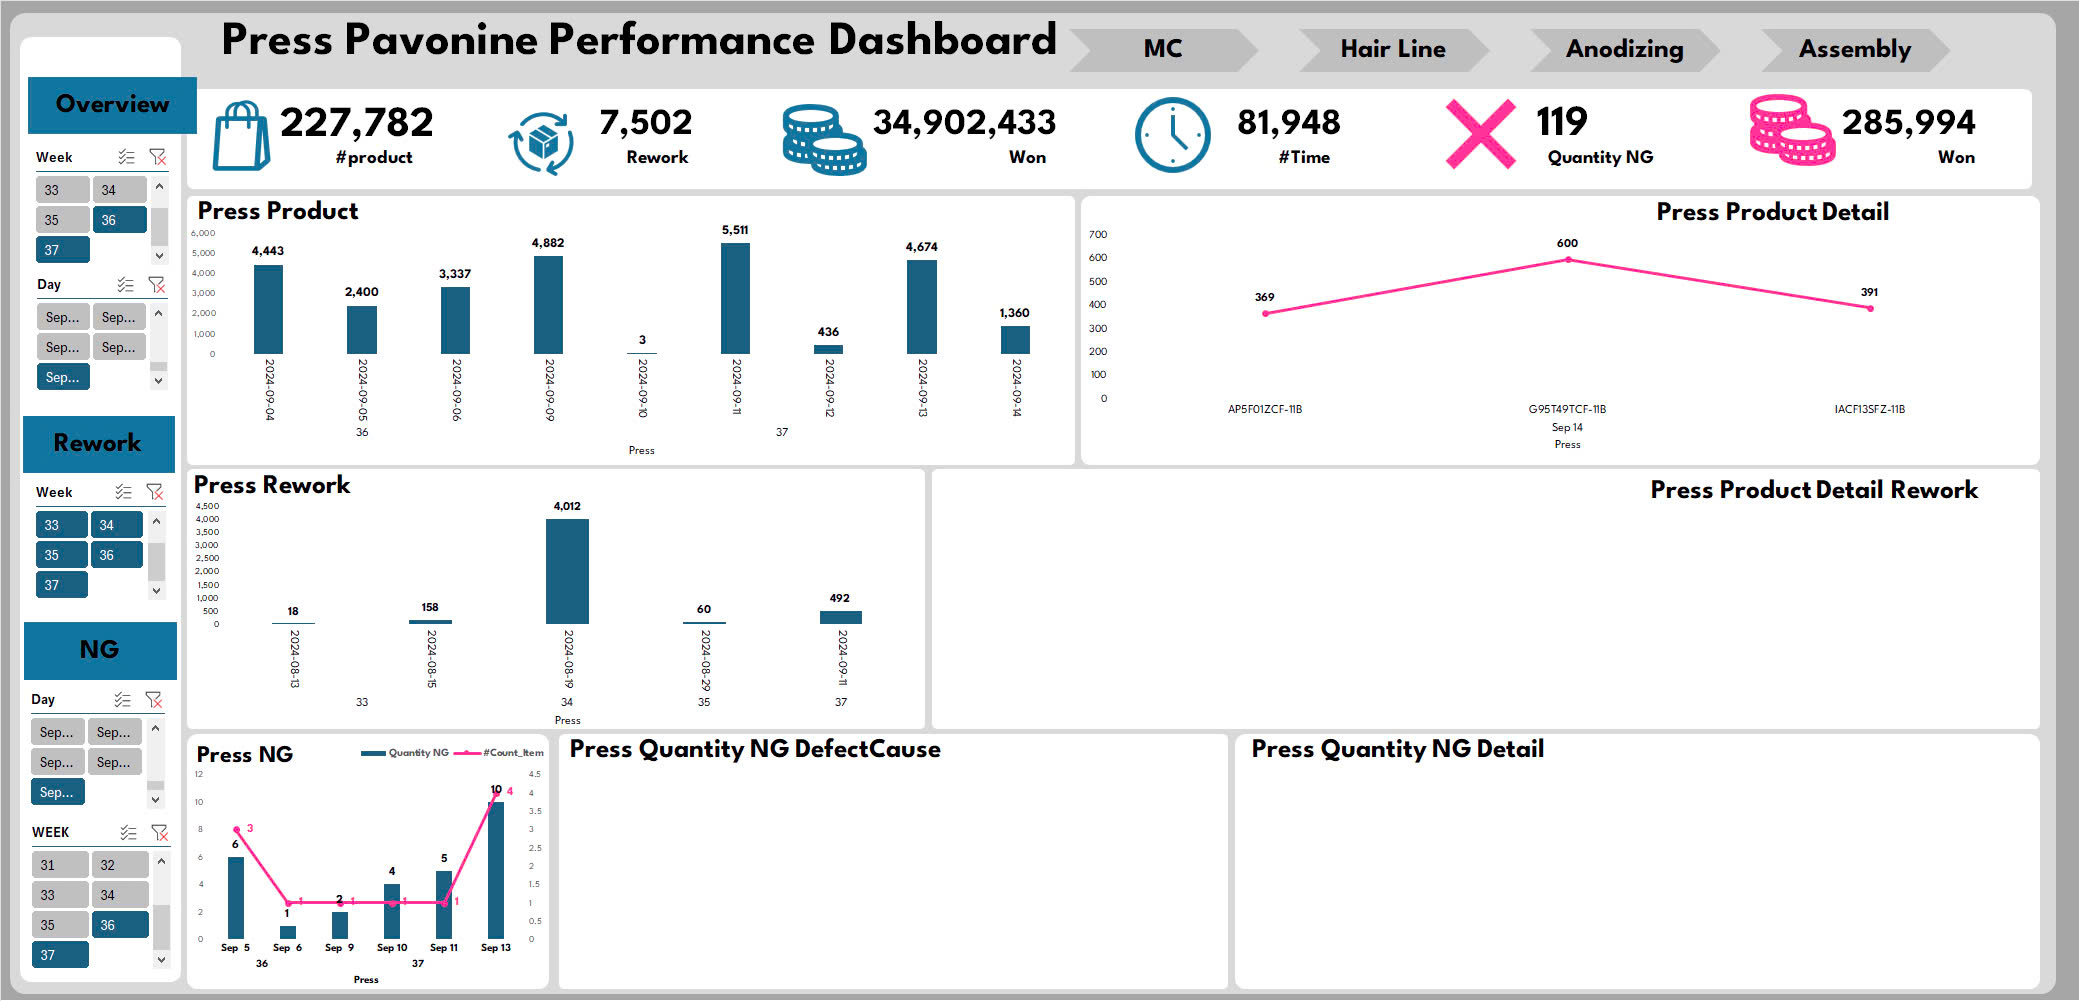 Press Pavonine Performance Dashboard
MC
Hair Line
Anodizing
Assembly
Overview
227,782
#product
7,502
Rework
34,902,433
Won
81,948
#Time
119
Quantity NG
285,994
Won
Week
33 34
35 36
37
Day
Sep... Sep...
Sep... Sep...
Sep...
Rework
Week
33 34
35 36
37
NG
Day
Sep... Sep...
Sep... Sep...
Sep...
WEEK
31 32
33 34
35 36
37
Press Product
6,000
5,000
4,000
3,000
2,000
1,000
0
4,443
2,400
3,337
4,882
3
5,511
436
4,674
1,360
2024-09-04
2024-09-05
2024-09-06
2024-09-09
2024-09-10
2024-09-11
2024-09-12
2024-09-13
2024-09-14
36
37
Press
Press Product Detail
700
600
500
400
300
200
100
0
369
600
391
AP5F01ZCF-11B
G95T49TCF-11B
IACF13SFZ-11B
Sep 14
Press
Press Rework
4,500
4,000
3,500
3,000
2,500
2,000
1,500
1,000
500
0
18
158
4,012
60
492
2024-08-13
2024-08-15
2024-08-19
2024-08-29
2024-09-11
33
34
35
37
Press
Press Product Detail Rework
Press NG
Quantity NG
#Count_Item
12
10
8
6
4
2
0
6
1
2
4
5
10
3
1
1
1
1
4
4.5
4
3.5
3
2.5
2
1.5
1
0.5
0
Sep 5
Sep 6
Sep 9
Sep 10
Sep 11
Sep 13
36
37
Press
Press Quantity NG DefectCause
Press Quantity NG Detail